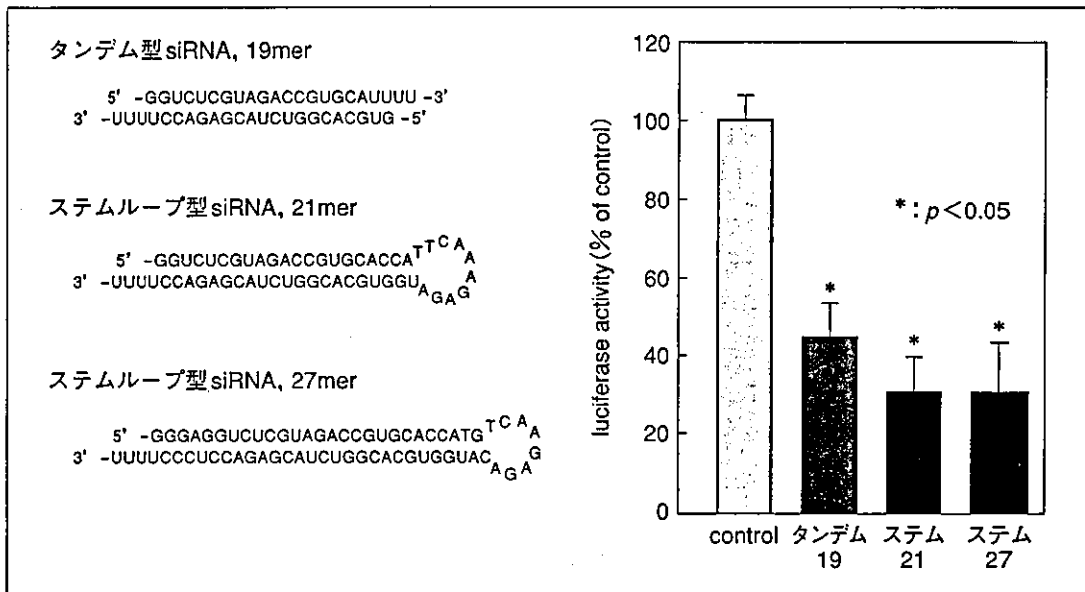 タンデム型siRNA, 19mer
5' -GGUCUCGUAGACCGUGCAUUUU -3'
3' -UUUUCCAGAGCAUCUGGCACGUG -5'
ステムループ型siRNA, 21mer
5' -GGUCUCGUAGACCGUGCACCATTCAAGAGA
3' -UUUUCCAGAGCAUCUGGCACGUGGU
ステムループ型siRNA, 27mer
5' -GGGAGGUCUCGUAGACCGUGCACCATGTCAAGAGA
3' -UUUUCCCUCCAGAGCAUCUGGCACGUGGUAC
luciferase activity (% of control)
120
100
80
60
40
20
0
*: p<0.05
*
*
*
control タンデム ステム ステム
19 21 27